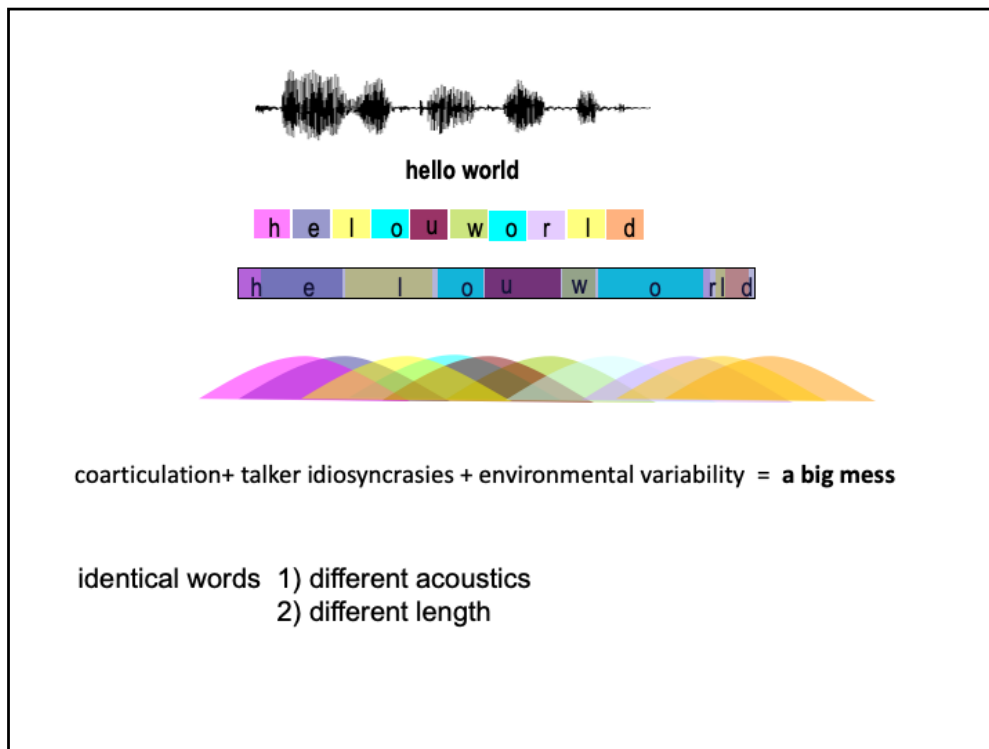 hello world
h e l o u w o r l d
h e l o u w o r l d
coarticulation+ talker idiosyncrasies + environmental variability = a big mess
identical words 1) different acoustics
2) different length